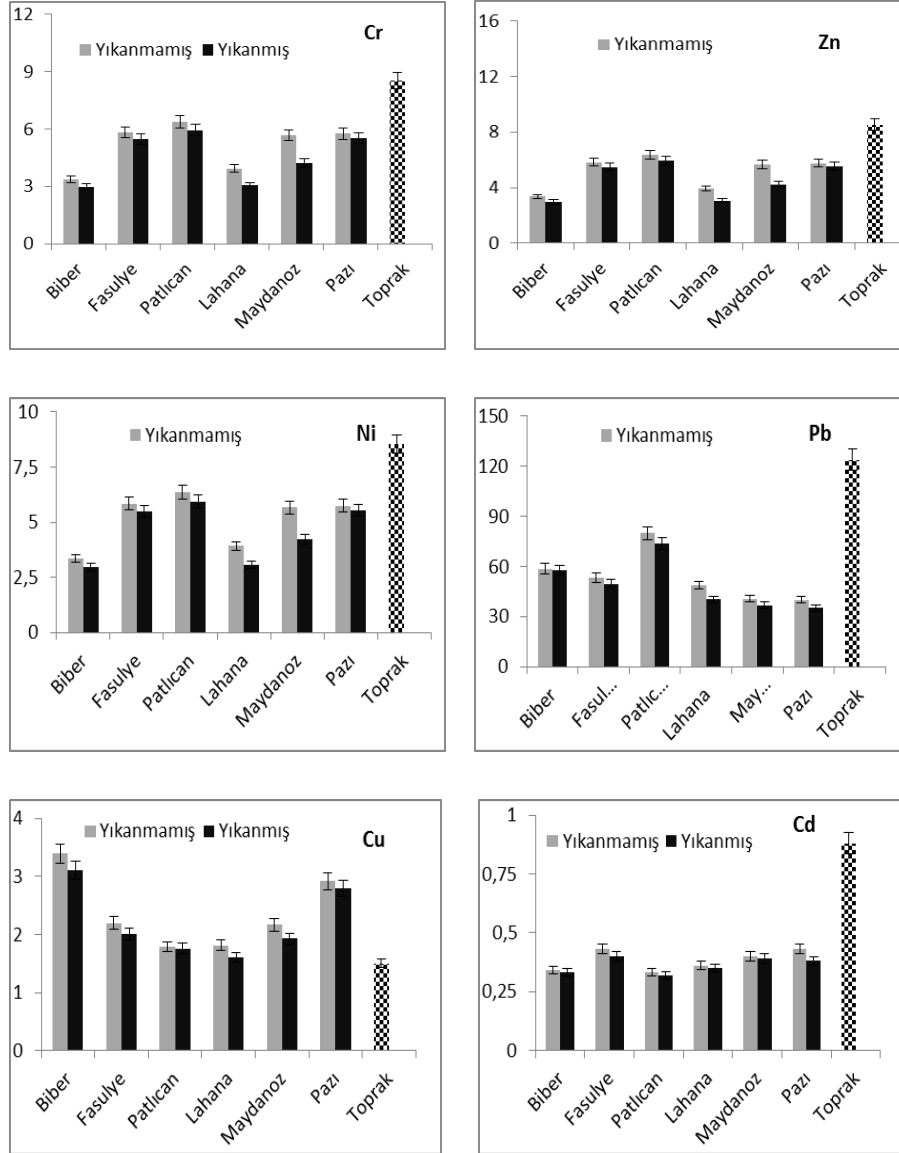 Cr
Yıkanmamış Yıkanmış
12
9
6
3
0
Biber Fasulye Patlıcan Lahana Maydanoz Pazı Toprak
Zn
Yıkanmamış
16
12
8
4
0
Biber Fasulye Patlıcan Lahana Maydanoz Pazı Toprak
Ni
Yıkanmamış
10
7,5
5
2,5
0
Biber Fasulye Patlıcan Lahana Maydanoz Pazı Toprak
Pb
Yıkanmamış
150
120
90
60
30
0
Biber Fasul... Patlıc... Lahana May... Pazı Toprak
Cu
Yıkanmamış Yıkanmış
4
3
2
1
0
Biber Fasulye Patlıcan Lahana Maydanoz Pazı Toprak
Cd
Yıkanmamış Yıkanmış
1
0,75
0,5
0,25
0
Biber Fasulye Patlıcan Lahana Maydanoz Pazı Toprak